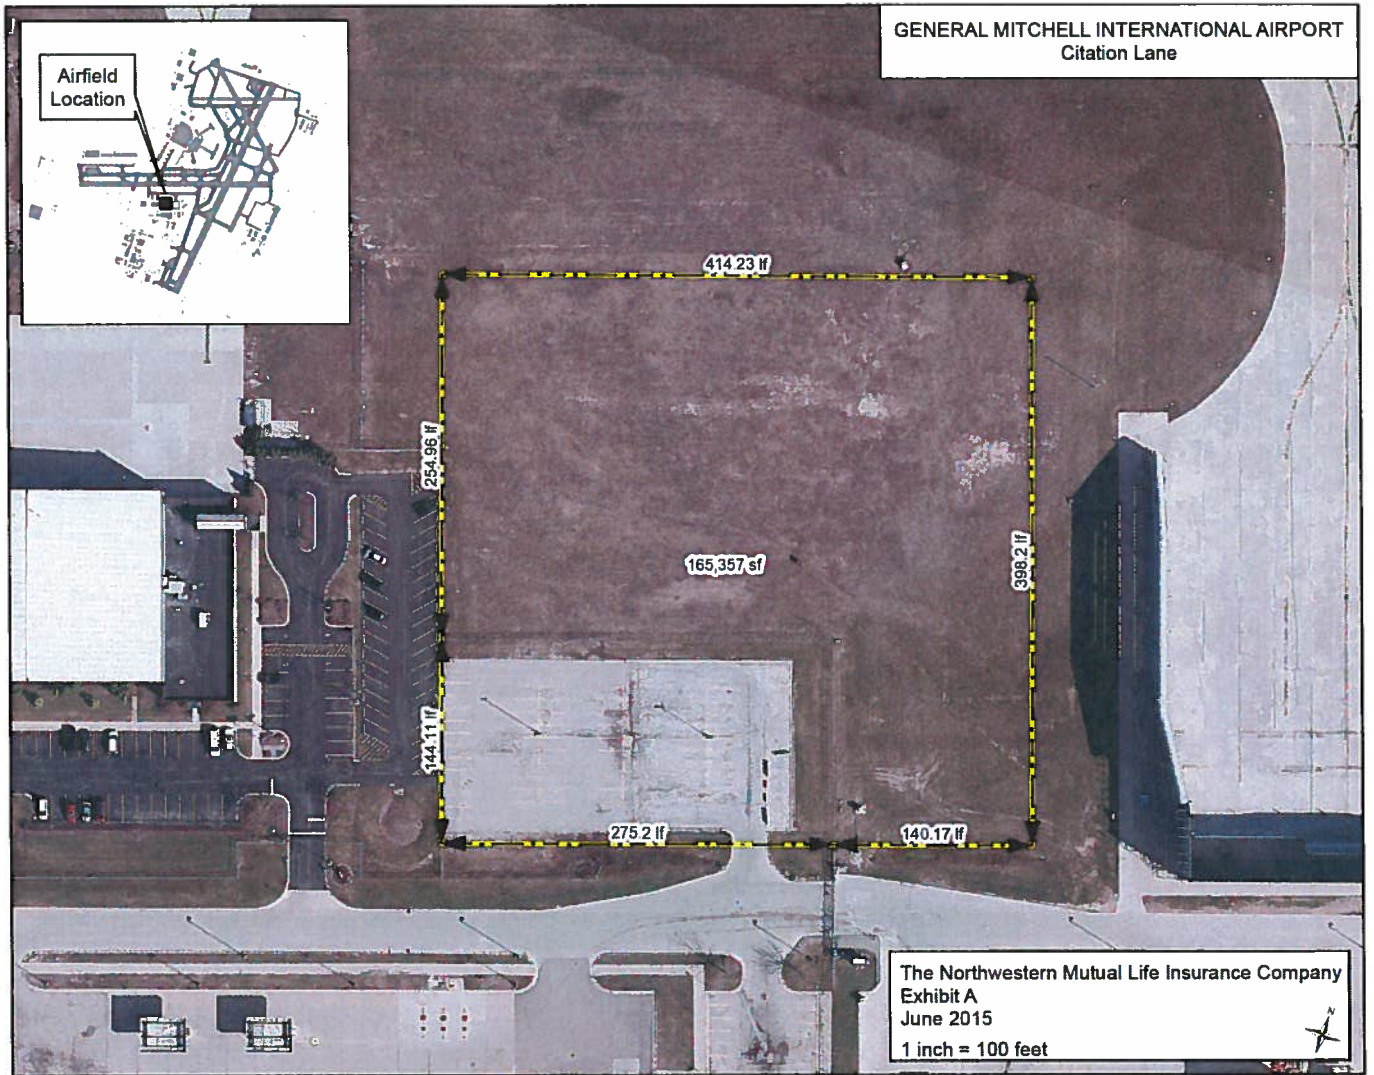 GENERAL MITCHELL INTERNATIONAL AIRPORT
Citation Lane
Airfield
Location
414.23 lf
254.96 lf
398.2 lf
165,357 sf
144.11 lf
275.2 lf
140.17 lf
The Northwestern Mutual Life Insurance Company
Exhibit A
June 2015
1 inch = 100 feet
N